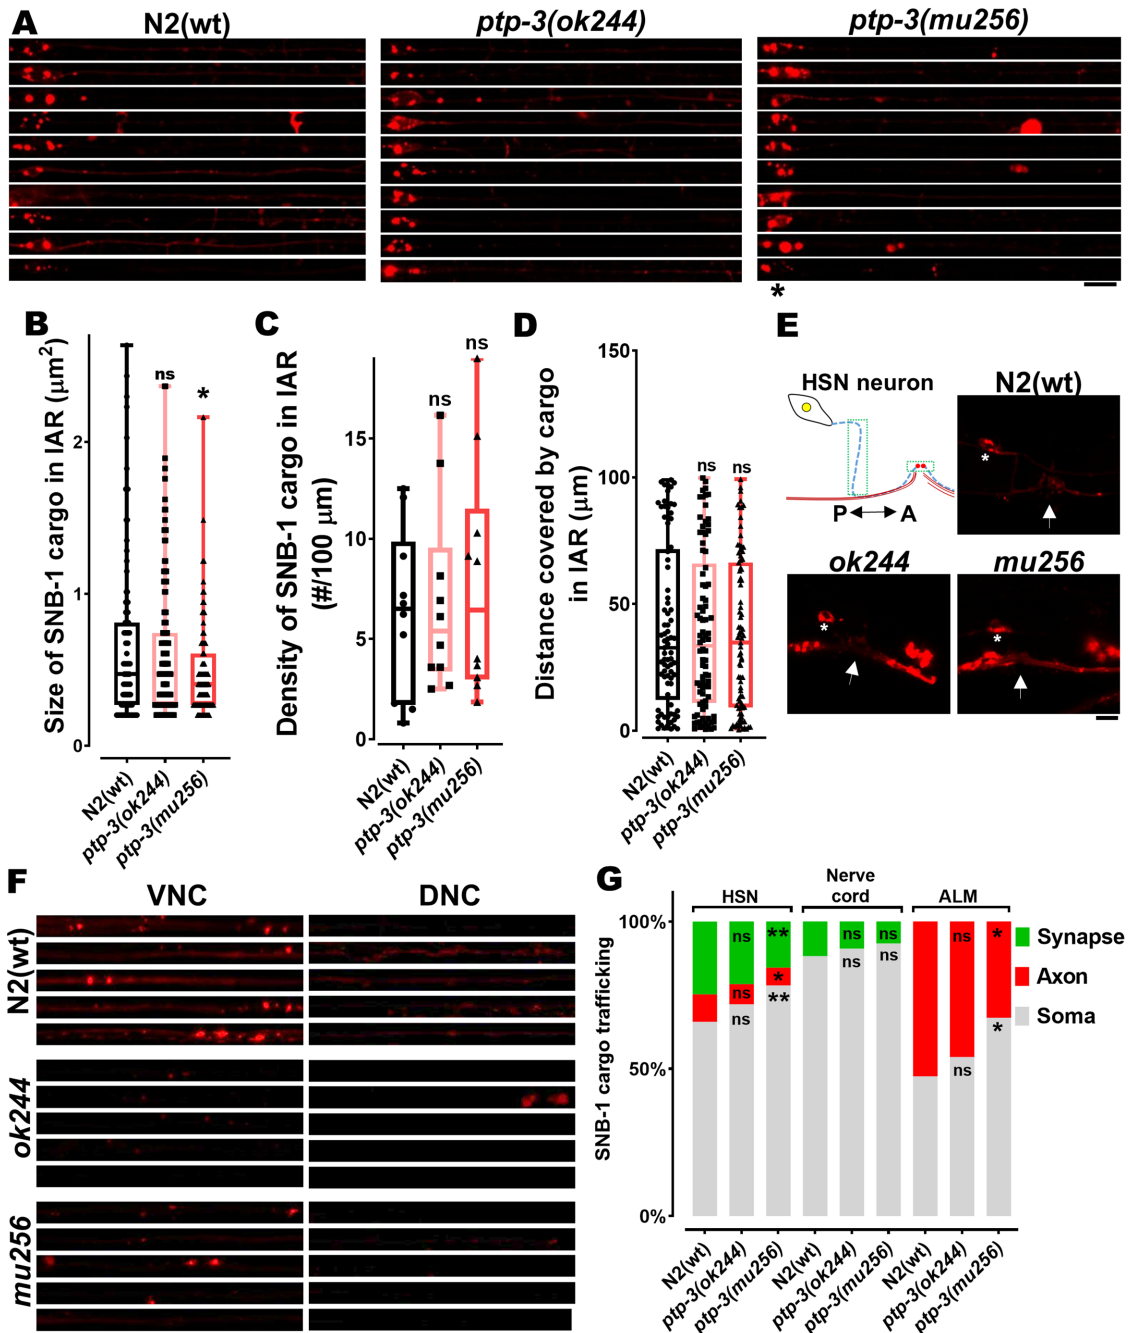 A
N2(wt)
ptp-3(ok244)
ptp-3(mu256)
*
B
Size of SNB-1 cargo in IAR (μm2)
2
1
0
ns
*
N2(wt)
ptp-3(ok244)
ptp-3(mu256)
C
Density of SNB-1 cargo in IAR
(#/100 μm)
15
10
5
0
ns
ns
N2(wt)
ptp-3(ok244)
ptp-3(mu256)
D
Distance covered by cargo
in IAR (μm)
150
100
50
0
ns
ns
N2(wt)
ptp-3(ok244)
ptp-3(mu256)
E
HSN neuron
P
A
N2(wt)
*
ok244
*
mu256
*
F
VNC
DNC
N2(wt)
ok244
mu256
G
SNB-1 cargo trafficking
100%
50%
0%
HSN
Nerve
cord
ALM
ns
**
ns
ns
ns
*
ns
*
ns
**
ns
ns
ns
*
Synapse
Axon
Soma
N2(wt)
ptp-3(ok244)
ptp-3(mu256)
N2(wt)
ptp-3(ok244)
ptp-3(mu256)
N2(wt)
ptp-3(ok244)
ptp-3(mu256)